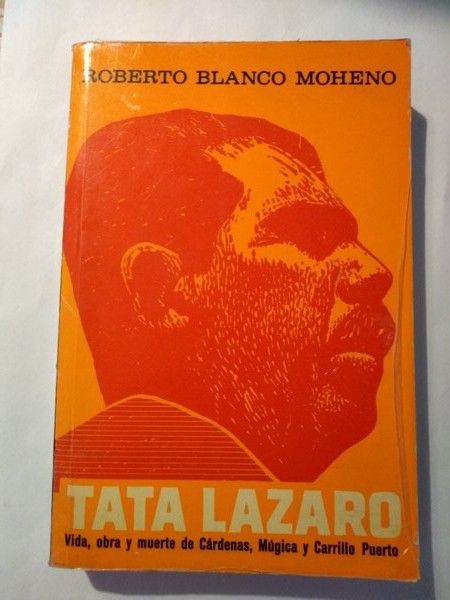 ROBERTO BLANCO MOHENO
TATA LAZARO
Vida, obra y muerte de Cárdenas, Múgica y Carrillo Puerto